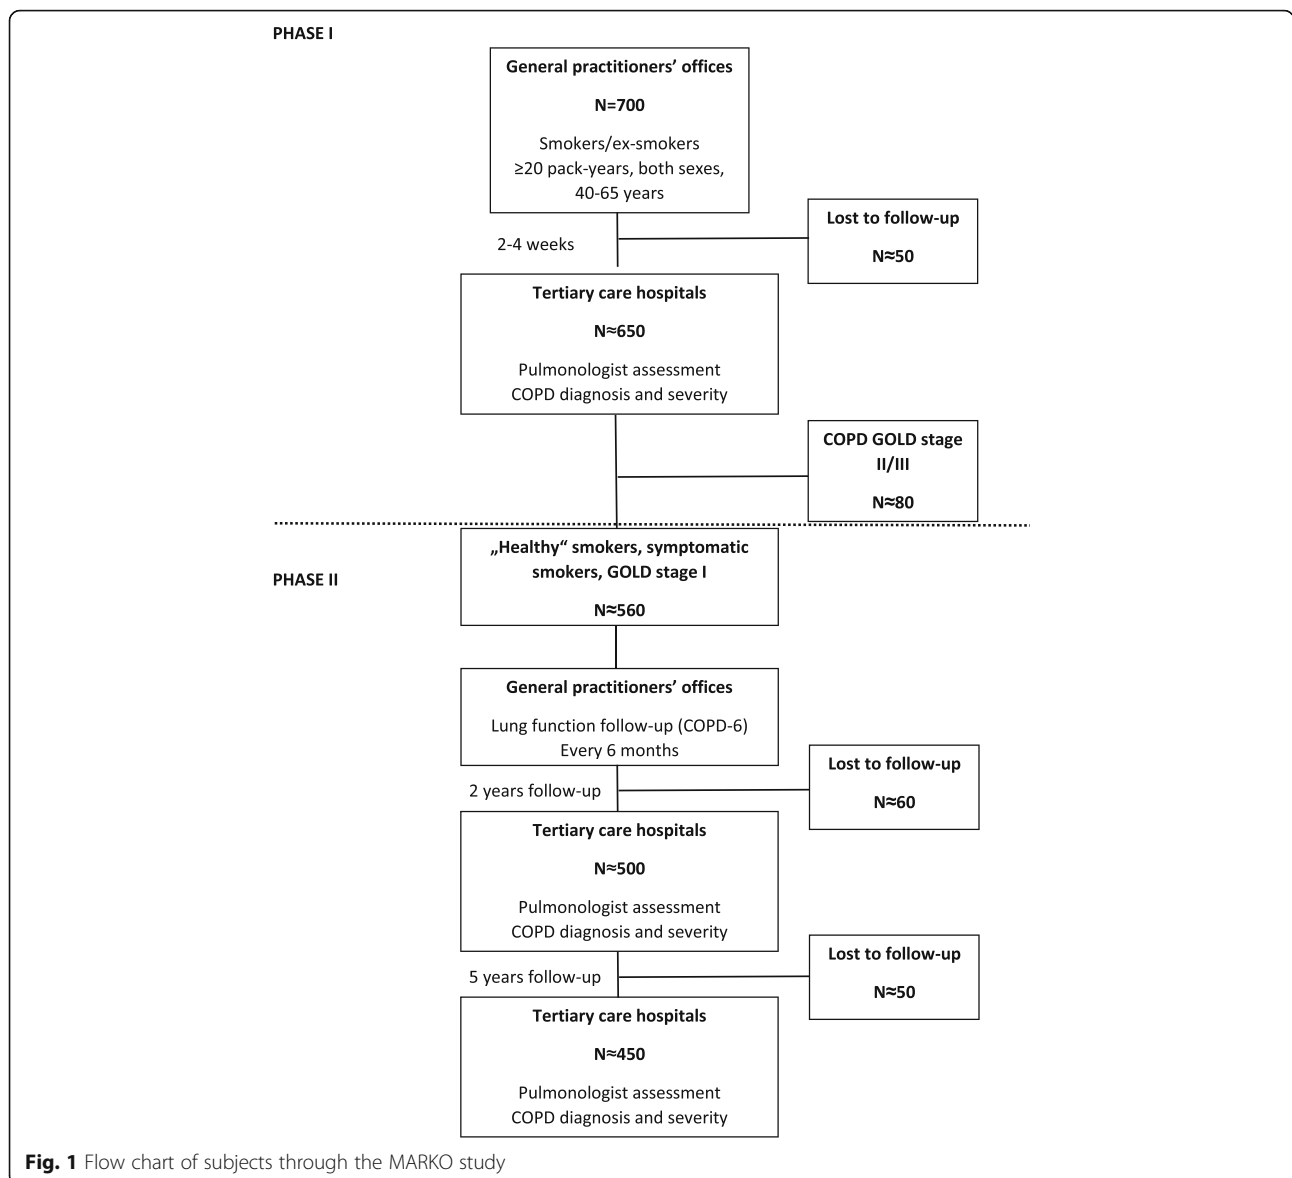 PHASE I
General practitioners’ offices
N=700
Smokers/ex-smokers
≥20 pack-years, both sexes,
40-65 years
2-4 weeks
Lost to follow-up
N≈50
Tertiary care hospitals
N≈650
Pulmonologist assessment
COPD diagnosis and severity
COPD GOLD stage
II/III
N≈80
PHASE II
„Healthy“ smokers, symptomatic
smokers, GOLD stage I
N≈560
General practitioners’ offices
Lung function follow-up (COPD-6)
Every 6 months
2 years follow-up
Lost to follow-up
N≈60
Tertiary care hospitals
N≈500
Pulmonologist assessment
COPD diagnosis and severity
5 years follow-up
Lost to follow-up
N≈50
Tertiary care hospitals
N≈450
Pulmonologist assessment
COPD diagnosis and severity
Fig. 1 Flow chart of subjects through the MARKO study